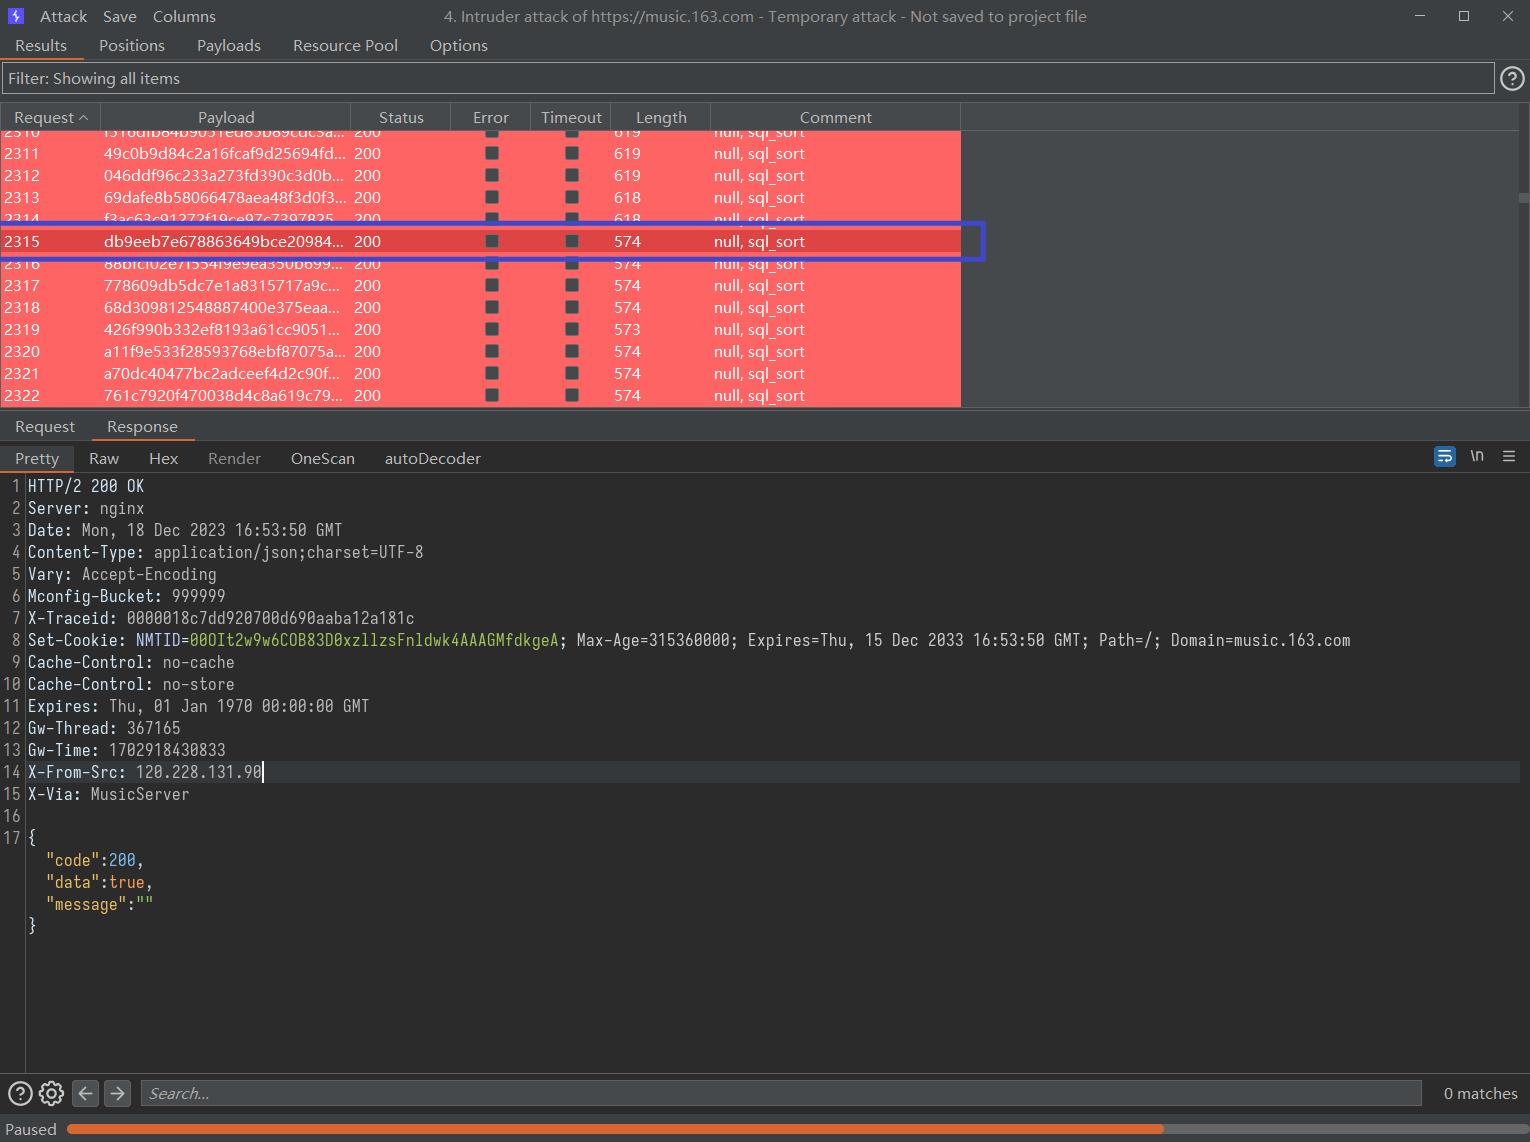 Attack Save Columns 4. Intruder attack of https://music.163.com - Temporary attack - Not saved to project file
Results Positions Payloads Resource Pool Options
Filter: Showing all items
Request Payload Status Error Timeout Length Comment
2310 200 619 null, sql_sort
2311 49c0b9d84c2a16fcaf9d25694fd... 200 619 null, sql_sort
2312 046ddf96c233a273fd390c3d0b... 200 619 null, sql_sort
2313 69dafe8b58066478aea48f3d0f3... 200 618 null, sql_sort
2314 f3ac63c91272f19ce97c7397825... 200 618 null, sql_sort
2315 db9eeb7e678863649bce20984... 200 574 null, sql_sort
2316 200 574 null, sql_sort
2317 778609db5dc7e1a8315717a9c... 200 574 null, sql_sort
2318 68d309812548887400e375eaa... 200 574 null, sql_sort
2319 426f990b332ef8193a61cc9051... 200 573 null, sql_sort
2320 a11f9e533f28593768ebf87075a... 200 574 null, sql_sort
2321 a70dc40477bc2adceef4d2c90f... 200 574 null, sql_sort
2322 761c7920f470038d4c8a619c79... 200 574 null, sql_sort
Request Response
Pretty Raw Hex Render OneScan autoDecoder \n
1 HTTP/2 200 OK
2 Server: nginx
3 Date: Mon, 18 Dec 2023 16:53:50 GMT
4 Content-Type: application/json;charset=UTF-8
5 Vary: Accept-Encoding
6 Mconfig-Bucket: 999999
7 X-Traceid: 0000018c7dd920700d690aaba12a181c
8 Set-Cookie: NMTID=00OIt2w9w6COB83D0xzllzsFnldwk4AAAGMfdkgeA; Max-Age=315360000; Expires=Thu, 15 Dec 2033 16:53:50 GMT; Path=/; Domain=music.163.com
9 Cache-Control: no-cache
10 Cache-Control: no-store
11 Expires: Thu, 01 Jan 1970 00:00:00 GMT
12 Gw-Thread: 367165
13 Gw-Time: 1702918430833
14 X-From-Src: 120.228.131.90
15 X-Via: MusicServer
16
17 {
"code":200,
"data":true,
"message":""
}
Search... 0 matches
Paused